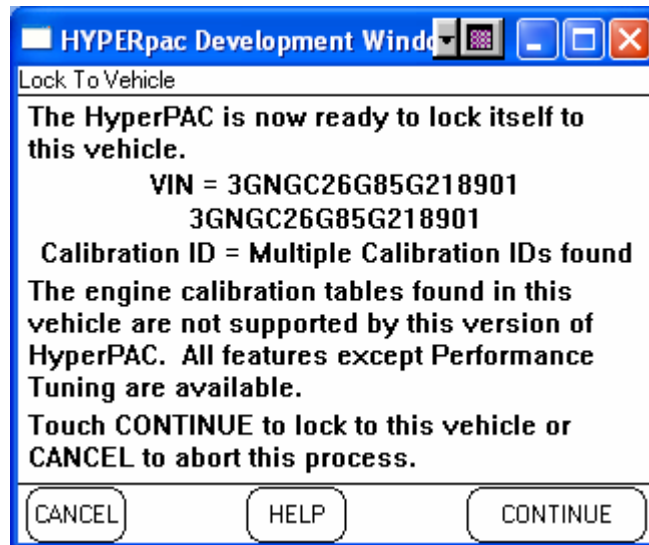 HYPERpac Development Windo
Lock To Vehicle
The HyperPAC is now ready to lock itself to
this vehicle.
VIN = 3GNGC26G85G218901
3GNGC26G85G218901
Calibration ID = Multiple Calibration IDs found
The engine calibration tables found in this
vehicle are not supported by this version of
HyperPAC.  All features except Performance
Tuning are available.
Touch CONTINUE to lock to this vehicle or
CANCEL to abort this process.
CANCEL HELP CONTINUE